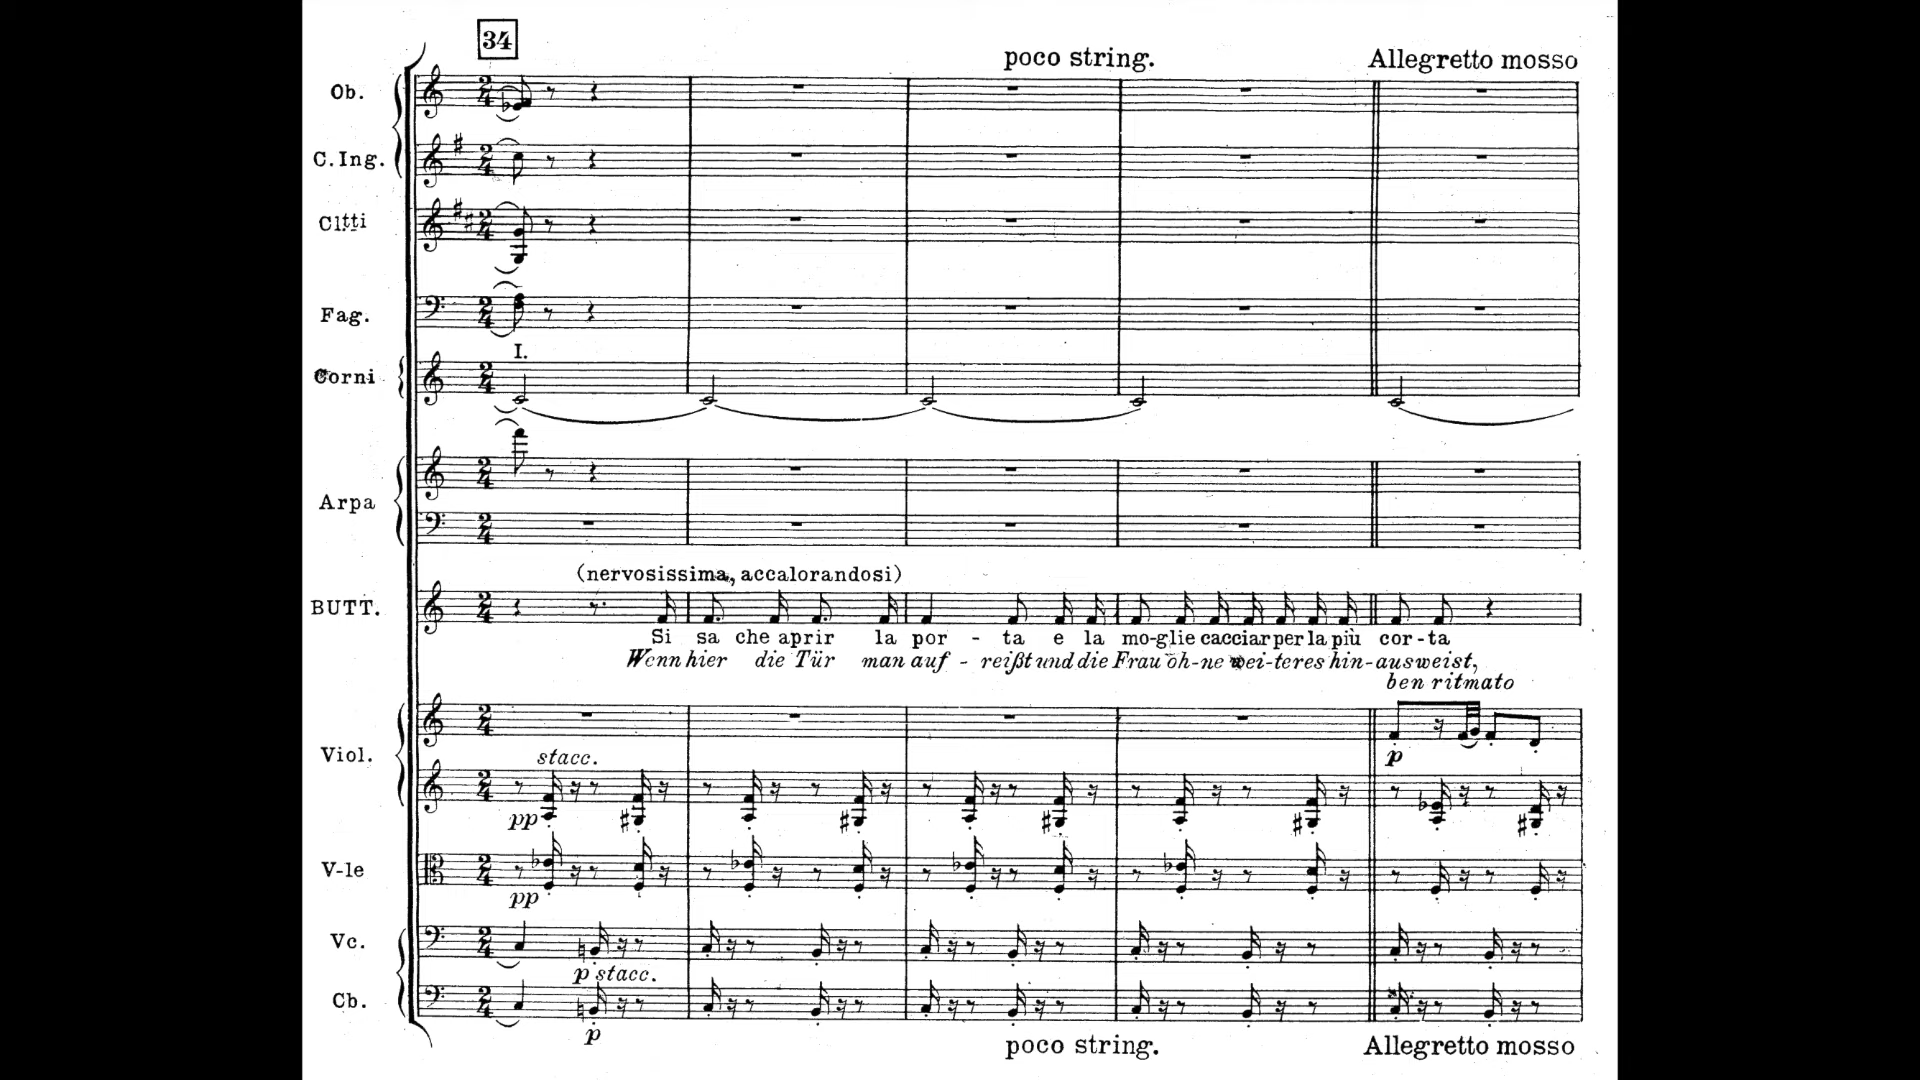 34
poco string. Allegretto mosso
Ob.
C.Ing.
Cltti
Fag.
I.
Corni
Arpa
(nervosissima, accalorandosi)
BUTT.
Si sa che aprir la por - ta e la mo-glie cacciar per la più cor-ta
Wenn hier die Tür man auf - reißt und die Frau oh-ne wei-teres hin-ausweist,
ben ritmato
p
Viol.
stacc.
pp
V-le
pp
Vc.
p stacc.
Cb.
p
poco string. Allegretto mosso